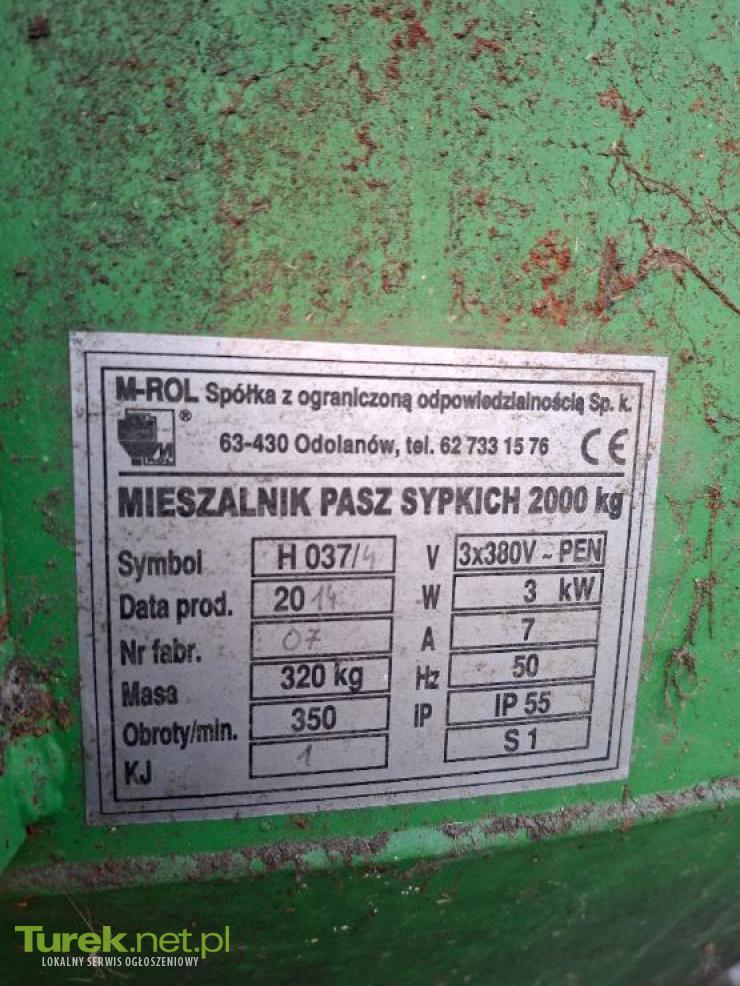 M-ROL Spółka z ograniczoną odpowiedzialnością Sp. k.
®
63-430 Odolanów, tel. 62 733 15 76 CE
MIESZALNIK PASZ SYPKICH 2000 kg
Symbol H 037/4 V 3x380V ~ PEN
Data prod. 2014 W 3 kW
Nr fabr. 07 A 7
Masa 320 kg Hz 50
Obroty/min. 350 IP IP 55
KJ 1 S 1
Turek.net.pl
LOKALNY SERWIS OGŁOSZENIOWY